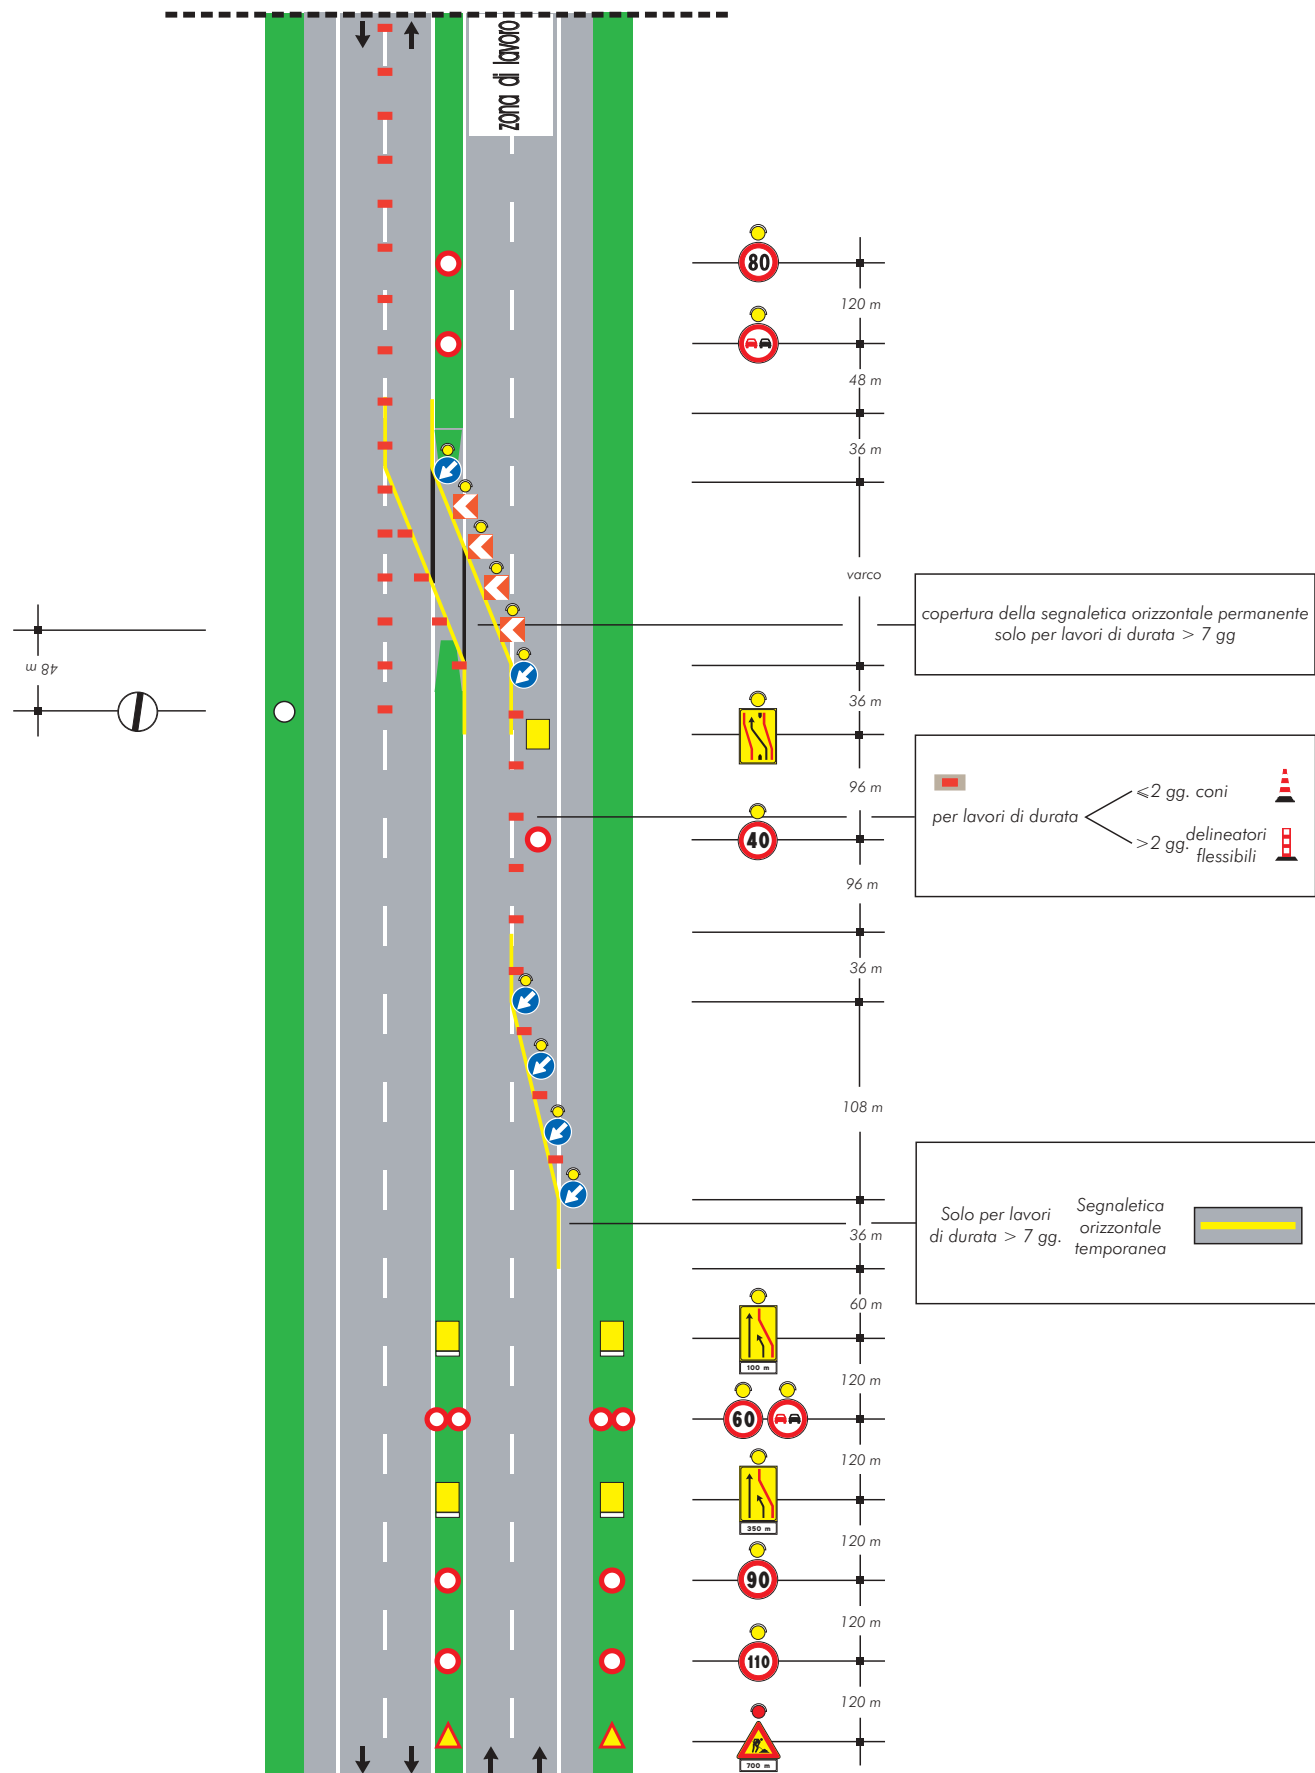 zona di lavoro
80
120 m
48 m
36 m
varco
copertura della segnaletica orizzontale permanente
solo per lavori di durata > 7 gg
48 m
36 m
96 m
per lavori di durata
⩽2 gg. coni
>2 gg. delineatori
flessibili
40
96 m
36 m
108 m
Solo per lavori
di durata > 7 gg.
Segnaletica
orizzontale
temporanea
36 m
60 m
100 m
120 m
60
120 m
350 m
120 m
90
120 m
110
120 m
700 m